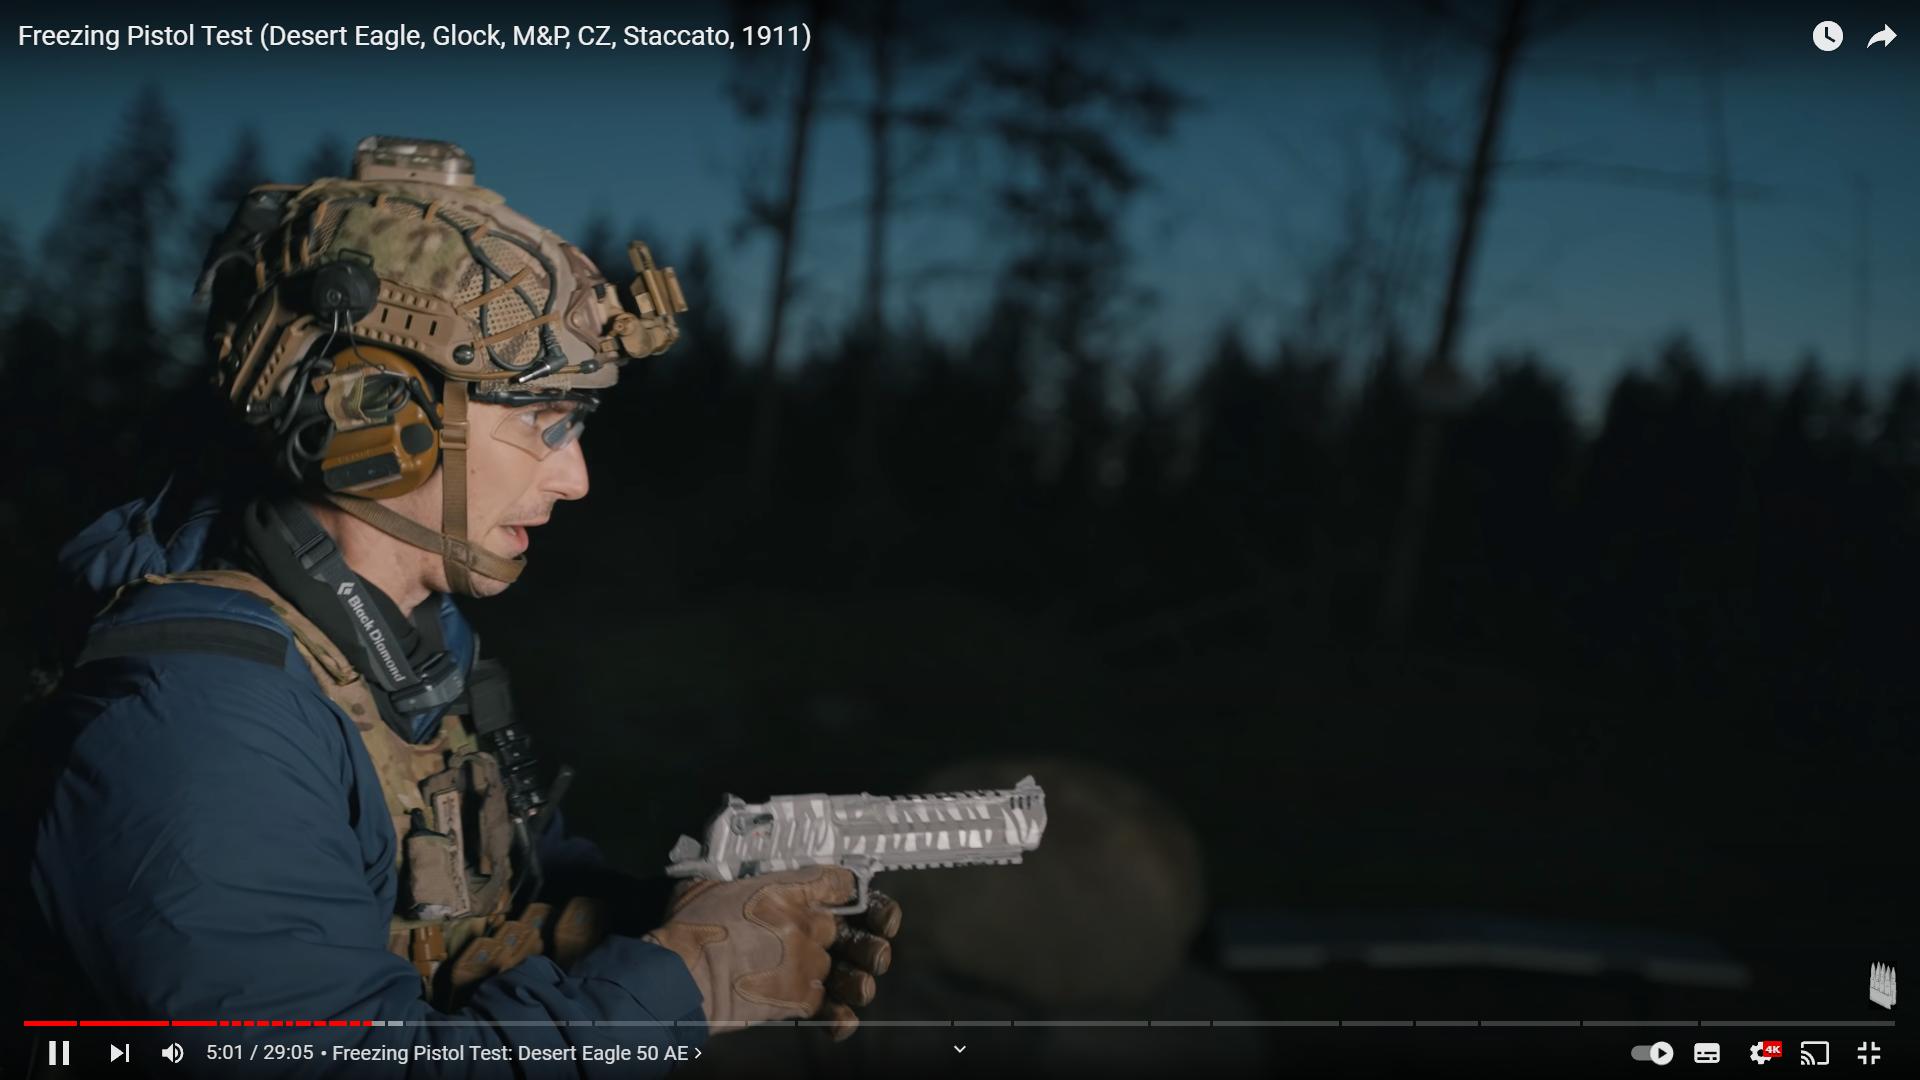 Freezing Pistol Test (Desert Eagle, Glock, M&P, CZ, Staccato, 1911)
Black Diamond
5:01 / 29:05 • Freezing Pistol Test: Desert Eagle 50 AE
4K